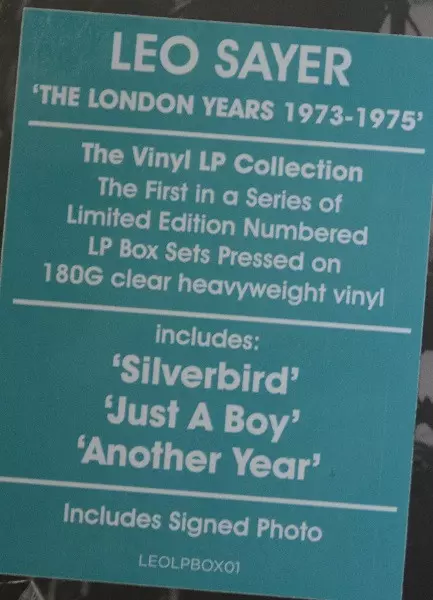 LEO SAYER
'THE LONDON YEARS 1973-1975'
The Vinyl LP Collection
The First in a Series of
Limited Edition Numbered
LP Box Sets Pressed on
180G clear heavyweight vinyl
includes:
'Silverbird'
'Just A Boy'
'Another Year'
Includes Signed Photo
LEOLPBOX01